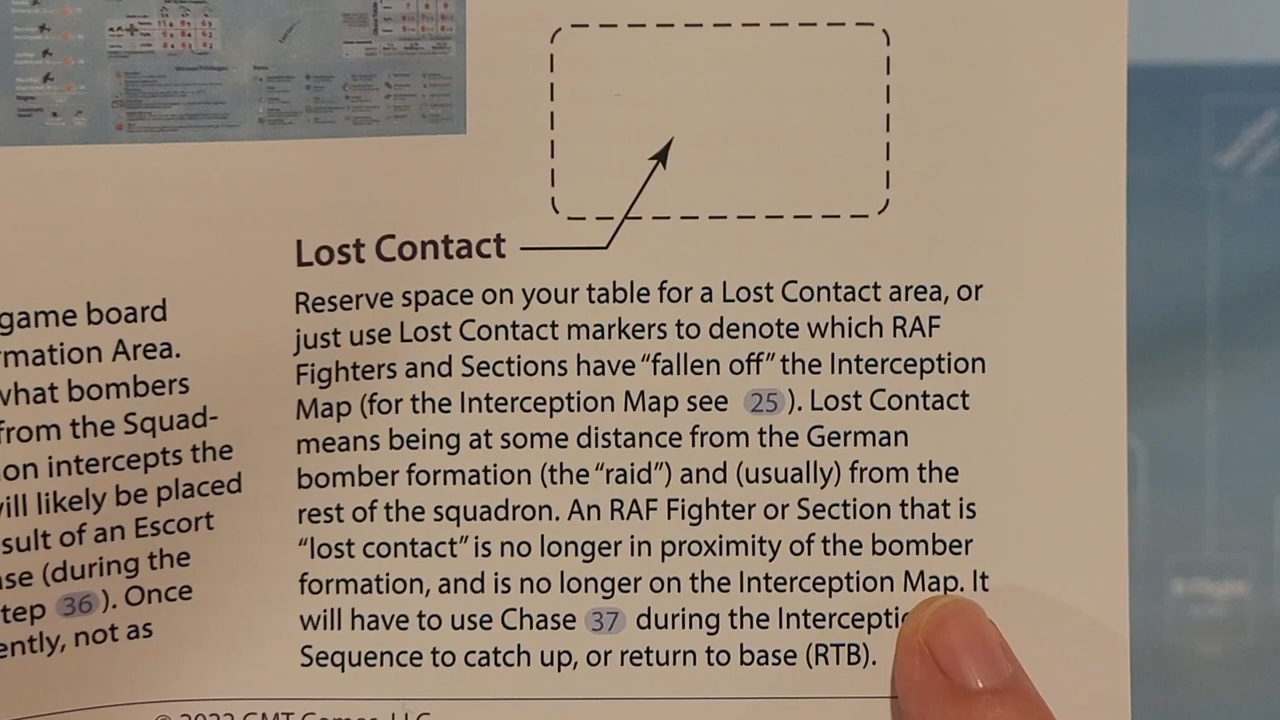 Lost Contact
Reserve space on your table for a Lost Contact area, or
just use Lost Contact markers to denote which RAF
Fighters and Sections have “fallen off” the Interception
Map (for the Interception Map see 25 ). Lost Contact
means being at some distance from the German
bomber formation (the “raid”) and (usually) from the
rest of the squadron. An RAF Fighter or Section that is
“lost contact” is no longer in proximity of the bomber
formation, and is no longer on the Interception Map. It
will have to use Chase 37 during the Intercepti
Sequence to catch up, or return to base (RTB).
game board
rmation Area.
what bombers
from the Squad-
on intercepts the
ill likely be placed
sult of an Escort
se (during the
tep 36 ). Once
ently, not as
© 2022 GMT Games, LLC